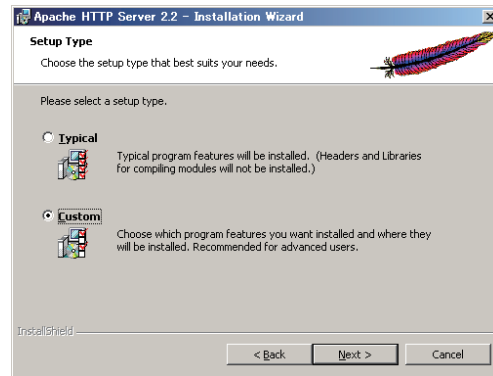 Apache HTTP Server 2.2 - Installation Wizard
Setup Type
Choose the setup type that best suits your needs.
Please select a setup type.
Typical
Typical program features will be installed. (Headers and Libraries
for compiling modules will not be installed.)
Custom
Choose which program features you want installed and where they
will be installed. Recommended for advanced users.
InstallShield
< Back
Next >
Cancel